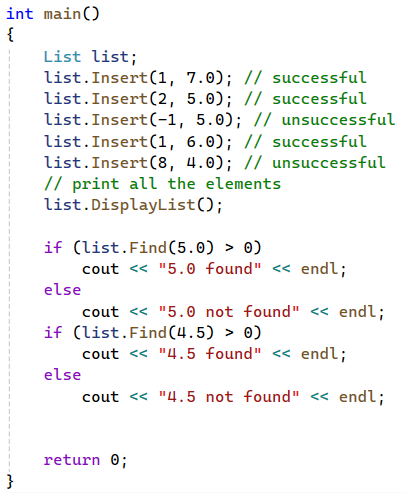 int main()
{
    List list;
    list.Insert(1, 7.0); // successful
    list.Insert(2, 5.0); // successful
    list.Insert(-1, 5.0); // unsuccessful
    list.Insert(1, 6.0); // successful
    list.Insert(8, 4.0); // unsuccessful
    // print all the elements
    list.DisplayList();
    if (list.Find(5.0) > 0)
        cout << "5.0 found" << endl;
    else
        cout << "5.0 not found" << endl;
    if (list.Find(4.5) > 0)
        cout << "4.5 found" << endl;
    else
        cout << "4.5 not found" << endl;
    return 0;
}